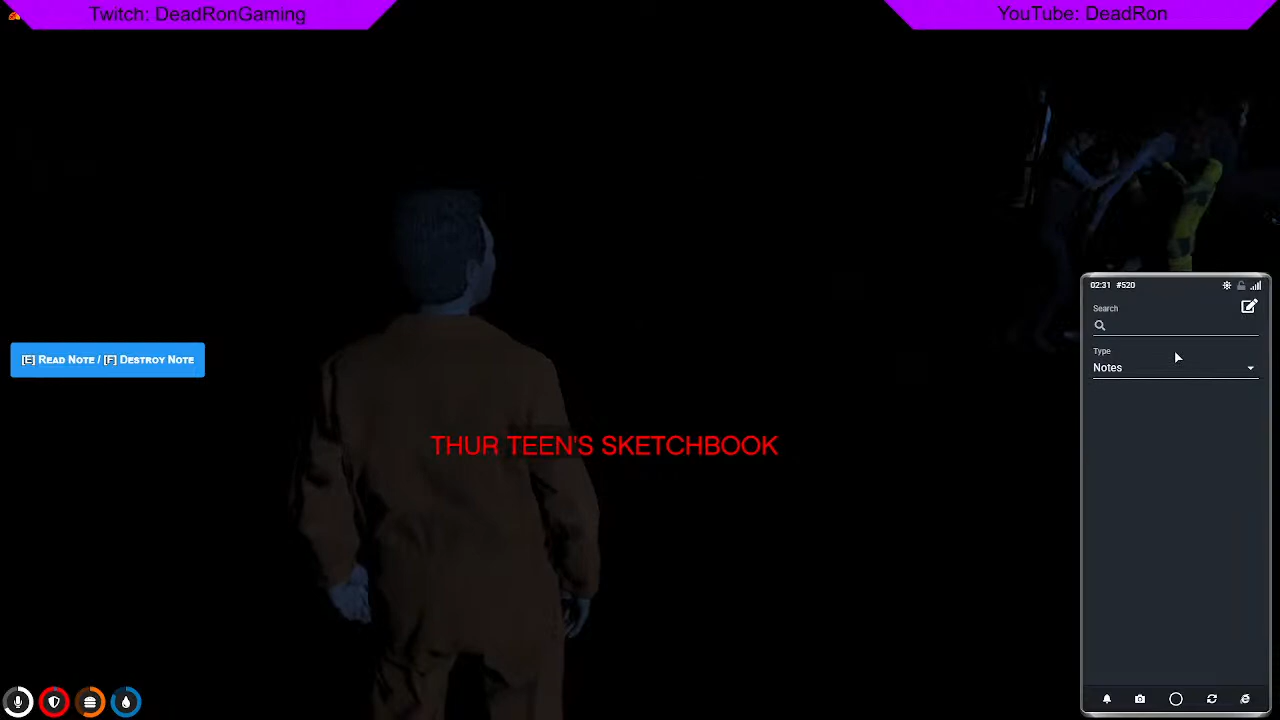 Twitch: DeadRonGaming
YouTube: DeadRon
02:31 #520
Search
Type
Notes
[E] READ NOTE / [F] DESTROY NOTE
THUR TEEN'S SKETCHBOOK